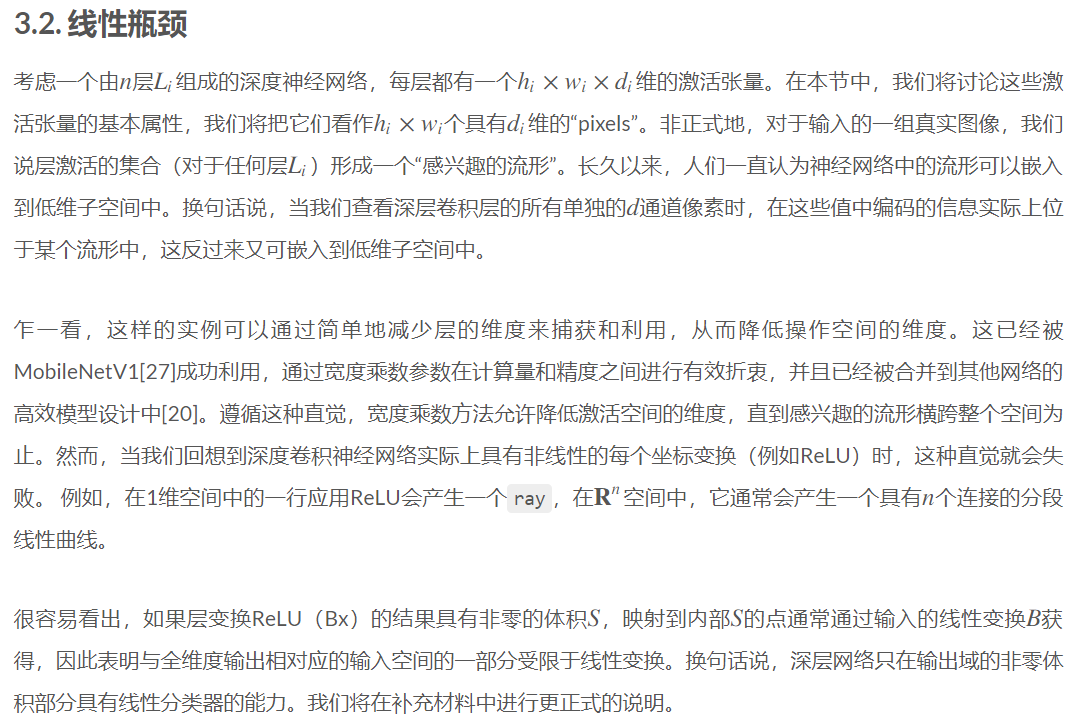 3.2. 线性瓶颈
考虑一个由n层Lᵢ组成的深度神经网络，每层都有一个hᵢ × wᵢ × dᵢ维的激活张量。在本节中，我们将讨论这些激
活张量的基本属性，我们将把它们看作hᵢ × wᵢ个具有dᵢ维的“pixels”。非正式地，对于输入的一组真实图像，我们
说层激活的集合（对于任何层Lᵢ）形成一个“感兴趣的流形”。长久以来，人们一直认为神经网络中的流形可以嵌入
到低维子空间中。换句话说，当我们查看深层卷积层的所有单独的d通道像素时，在这些值中编码的信息实际上位
于某个流形中，这反过来又可嵌入到低维子空间中。
乍一看，这样的实例可以通过简单地减少层的维度来捕获和利用，从而降低操作空间的维度。这已经被
MobileNetV1[27]成功利用，通过宽度乘数参数在计算量和精度之间进行有效折衷，并且已经被合并到其他网络的
高效模型设计中[20]。遵循这种直觉，宽度乘数方法允许降低激活空间的维度，直到感兴趣的流形横跨整个空间为
止。然而，当我们回想到深度卷积神经网络实际上具有非线性的每个坐标变换（例如ReLU）时，这种直觉就会失
败。 例如，在1维空间中的一行应用ReLU会产生一个 ray ，在Rⁿ空间中，它通常会产生一个具有n个连接的分段
线性曲线。
很容易看出，如果层变换ReLU（Bx）的结果具有非零的体积S，映射到内部S的点通常通过输入的线性变换B获
得，因此表明与全维度输出相对应的输入空间的一部分受限于线性变换。换句话说，深层网络只在输出域的非零体
积部分具有线性分类器的能力。我们将在补充材料中进行更正式的说明。